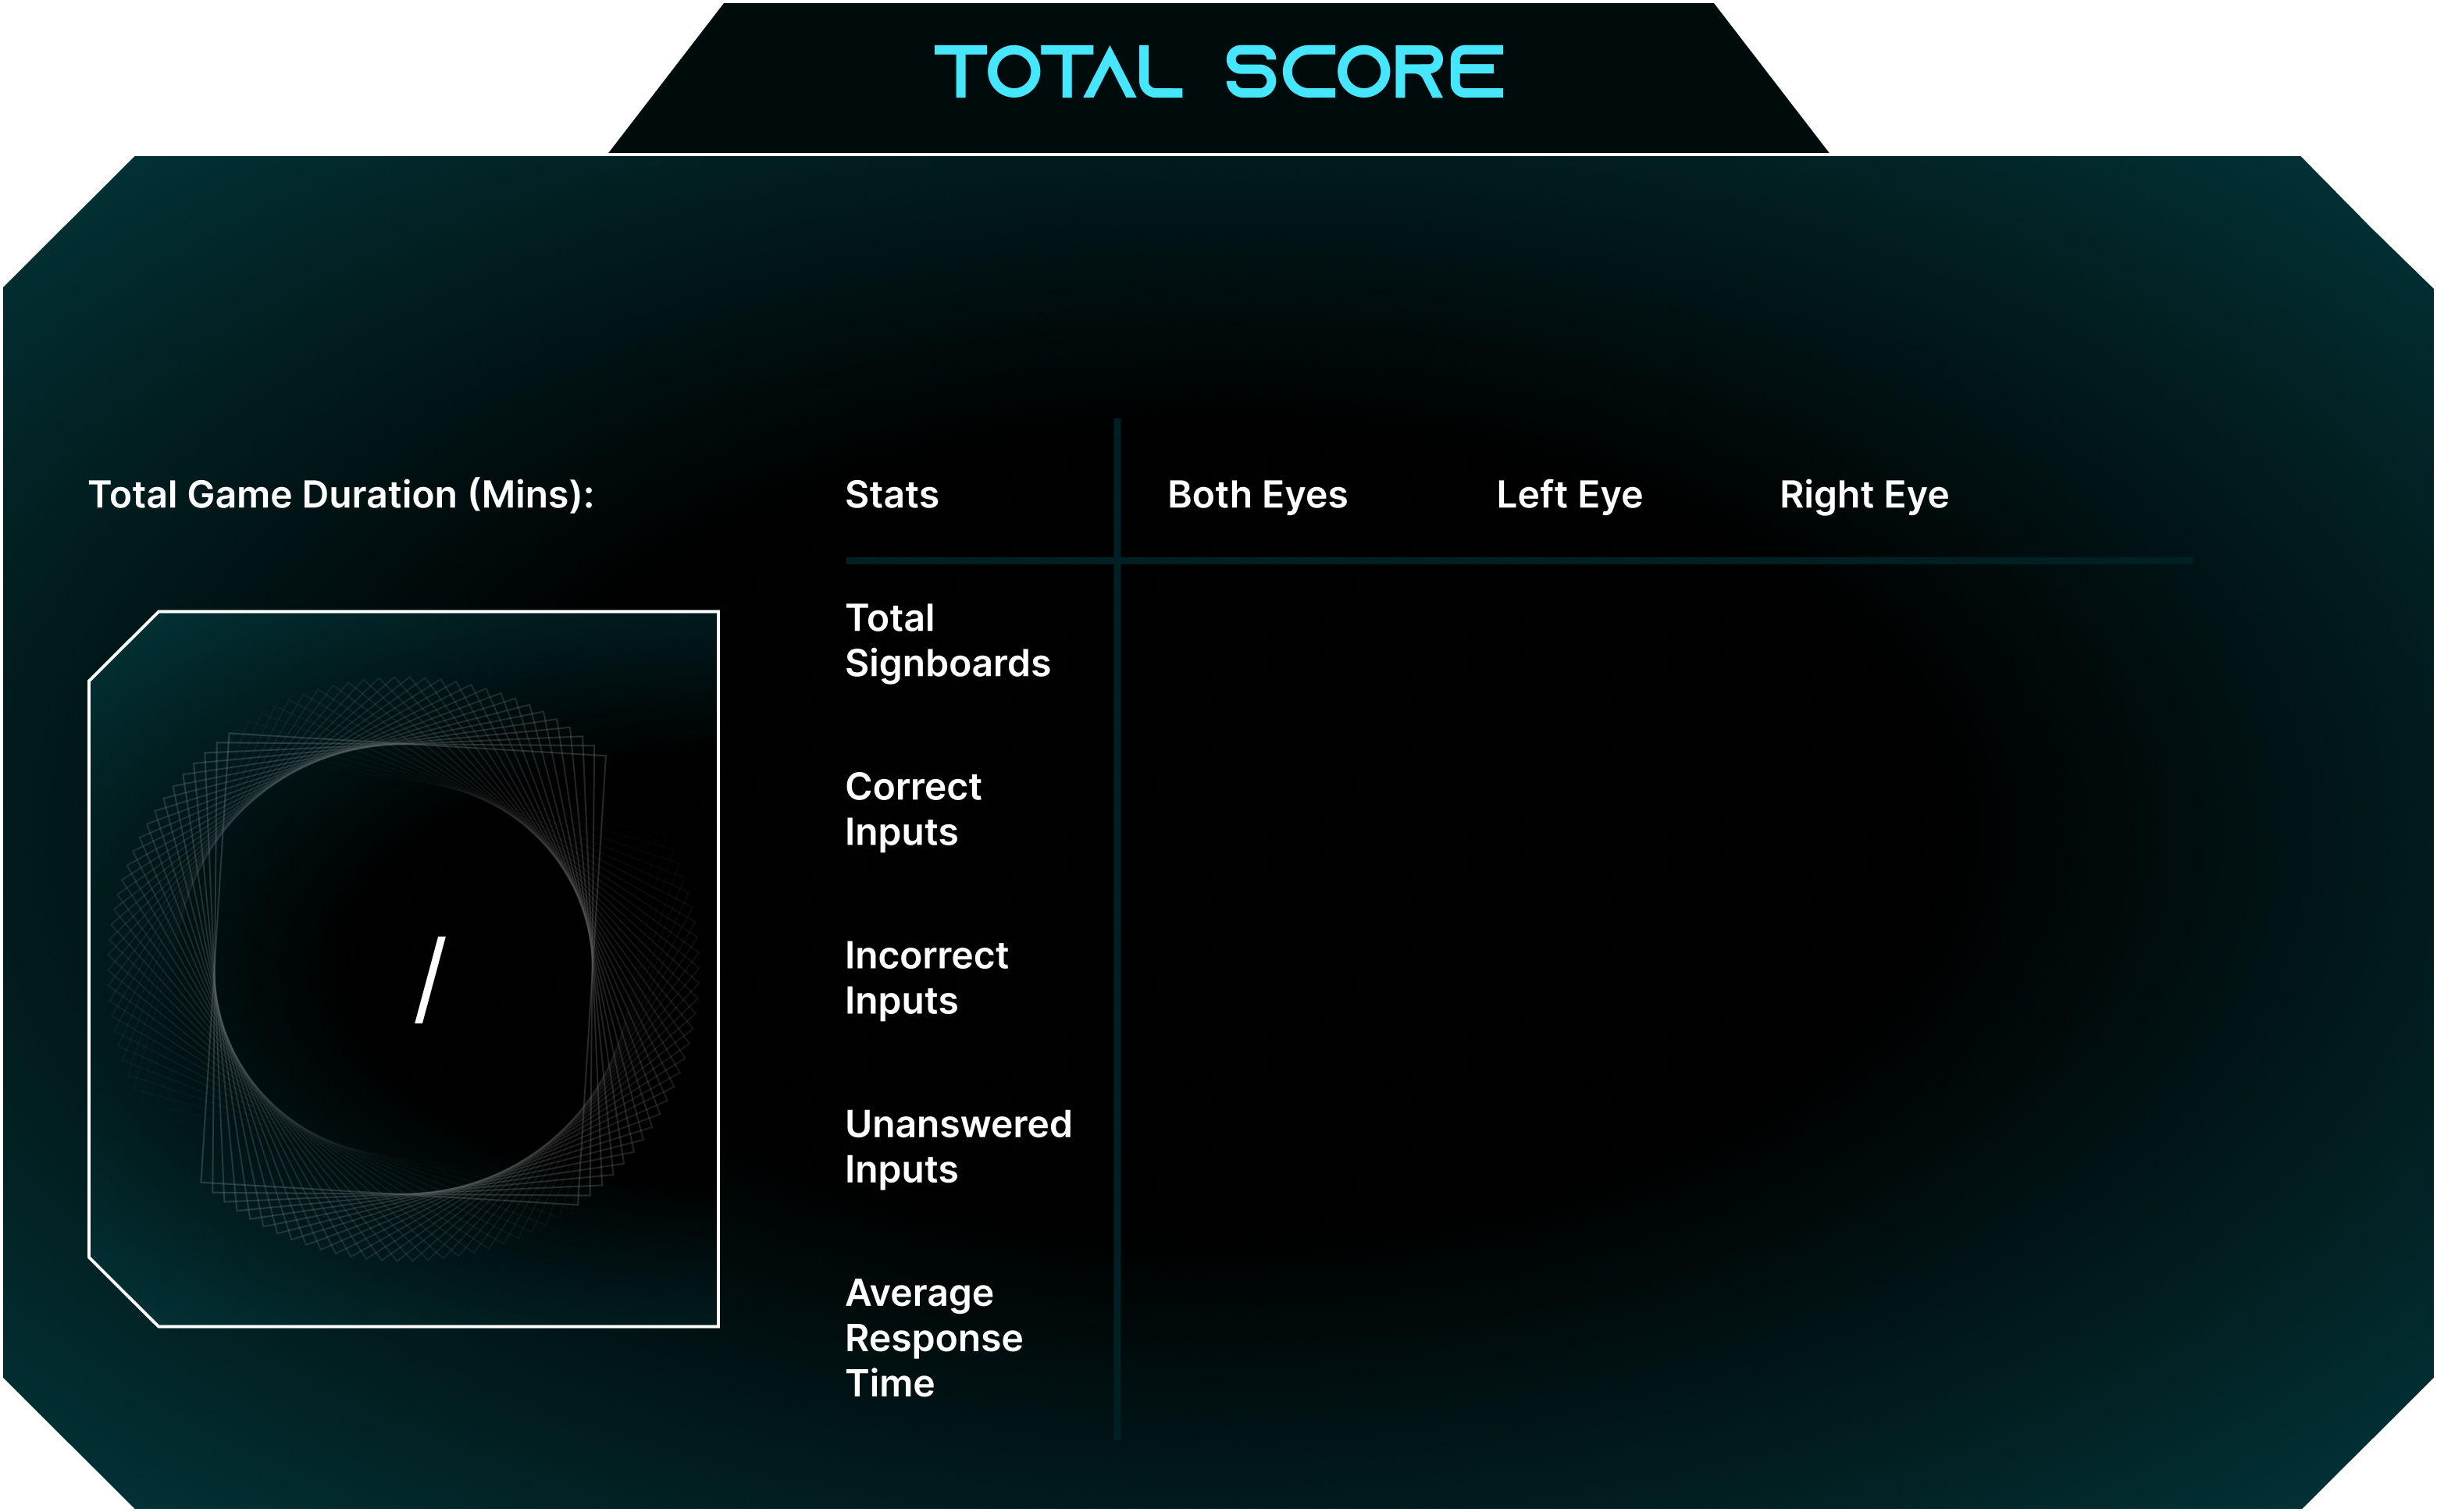 TOTAL SCORE
Total Game Duration (Mins):
Stats
Both Eyes
Left Eye
Right Eye
/
Total
Signboards
Correct
Inputs
Incorrect
Inputs
Unanswered
Inputs
Average
Response
Time